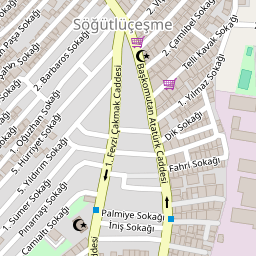 Söğütlüçeşme
Paşa Sokağı
2. Barbaros Sokağı
Oğuzhan Sokağı
5. Hürriyet Sokağı
5. Yıldırım Sokağı
1. Sümer Sokağı
Pınarbaşı Sokağı
Camlıbel Sokağı
1. Fevzi Çakmak Caddesi
Caddesi
Başkomutan Atatürk Caddesi
2. Çamlıbel Sokağı
Telli Kavak Sokağı
1. Yılmaz Sokağı
Dik Sokağı
Fahri Sokağı
Palmiye Sokağı
İniş Sokağı